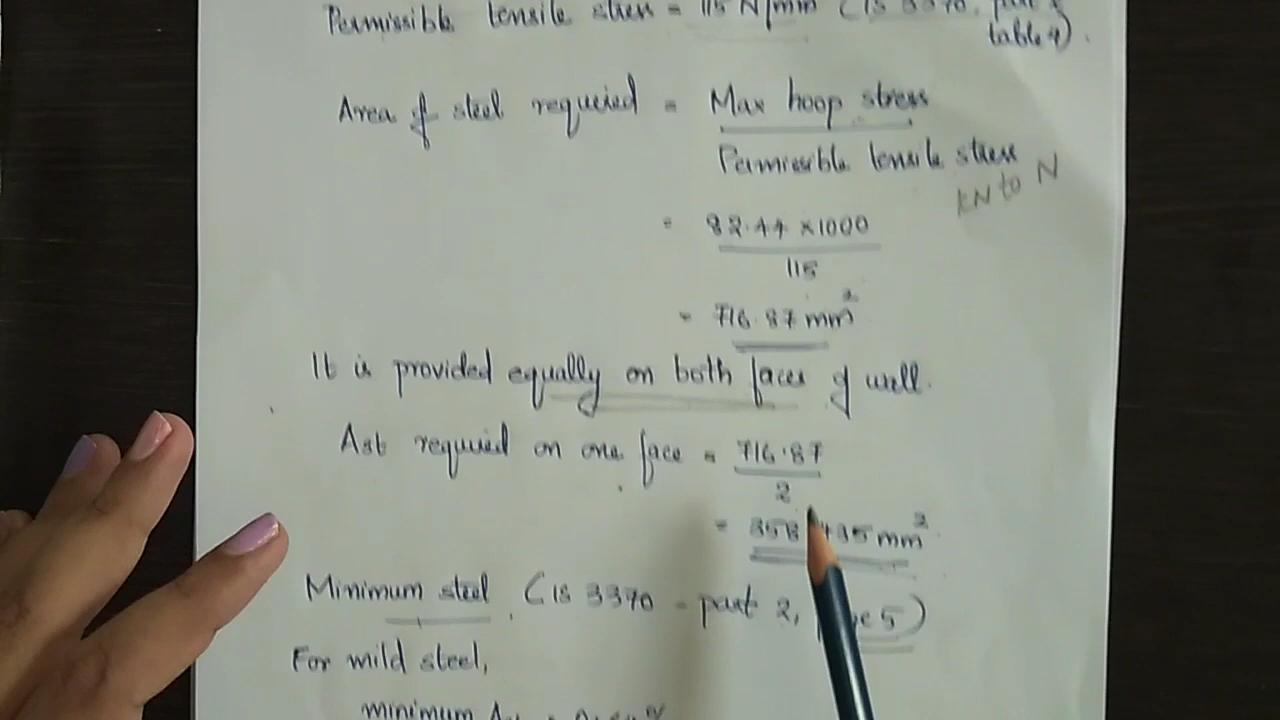 Permissible tensile stress = 115 N/mm² (IS 3370, part 2
table 4).
Area of steel required = Max hoop stress
Permissible tensile stress
kN to N
= 82.44 ×1000
115
= 716.87 mm²
It is provided equally on both faces of well.
Ast required on one face = 716.87
2
= 358.435 mm²
Minimum steel (IS 3370 - part 2, 5)
For mild steel,
minimum